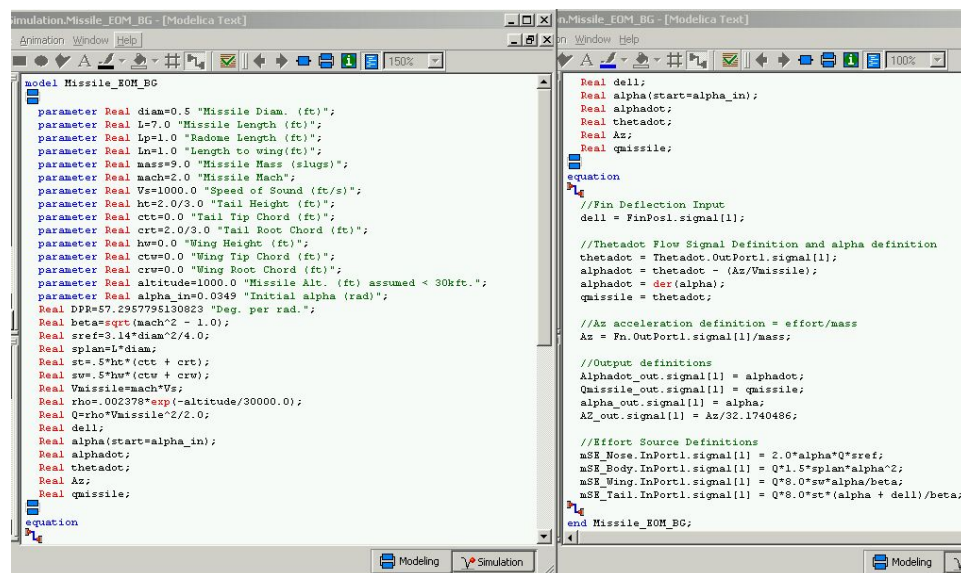 imulation.Missile_EOM_BG - [Modelica Text]
Animation Window Help
150%
model Missile_EOM_BG
parameter Real diam=0.5 "Missile Diam. (ft)";
parameter Real L=7.0 "Missile Length (ft)";
parameter Real Lp=1.0 "Radome Length (ft)";
parameter Real Ln=1.0 "Length to wing(ft)";
parameter Real mass=9.0 "Missile Mass (slugs)";
parameter Real mach=2.0 "Missile Mach";
parameter Real Vs=1000.0 "Speed of Sound (ft/s)";
parameter Real ht=2.0/3.0 "Tail Height (ft)";
parameter Real ctt=0.0 "Tail Tip Chord (ft)";
parameter Real crt=2.0/3.0 "Tail Root Chord (ft)";
parameter Real hw=0.0 "Wing Height (ft)";
parameter Real ctw=0.0 "Wing Tip Chord (ft)";
parameter Real crw=0.0 "Wing Root Chord (ft)";
parameter Real altitude=1000.0 "Missile Alt. (ft) assumed < 30kft.";
parameter Real alpha_in=0.0349 "Initial alpha (rad)";
Real DPR=57.2957795130823 "Deg. per rad.";
Real beta=sqrt(mach^2 - 1.0);
Real sref=3.14*diam^2/4.0;
Real splan=L*diam;
Real st=.5*ht*(ctt + crt);
Real sw=.5*hw*(ctw + crw);
Real Vmissile=mach*Vs;
Real rho=.002378*exp(-altitude/30000.0);
Real Q=rho*Vmissile^2/2.0;
Real dell;
Real alpha(start=alpha_in);
Real alphadot;
Real thetadot;
Real Az;
Real qmissile;
equation
Modeling Simulation
n.Missile_EOM_BG - [Modelica Text]
on Window Help
100%
Real dell;
Real alpha(start=alpha_in);
Real alphadot;
Real thetadot;
Real Az;
Real qmissile;
equation
//Fin Deflection Input
dell = FinPos1.signal[1];
//Thetadot Flow Signal Definition and alpha definition
thetadot = Thetadot.OutPort1.signal[1];
alphadot = thetadot - (Az/Vmissile);
alphadot = der(alpha);
qmissile = thetadot;
//Az acceleration definition = effort/mass
Az = Fn.OutPort1.signal[1]/mass;
//Output definitions
Alphadot_out.signal[1] = alphadot;
Qmissile_out.signal[1] = qmissile;
alpha_out.signal[1] = alpha;
AZ_out.signal[1] = Az/32.1740486;
//Effort Source Definitions
mSE_Nose.InPort1.signal[1] = 2.0*alpha*Q*sref;
mSE_Body.InPort1.signal[1] = Q*1.5*splan*alpha^2;
mSE_Wing.InPort1.signal[1] = Q*8.0*sw*alpha/beta;
mSE_Tail.InPort1.signal[1] = Q*8.0*st*(alpha + dell)/beta;
end Missile_EOM_BG;
Modeling